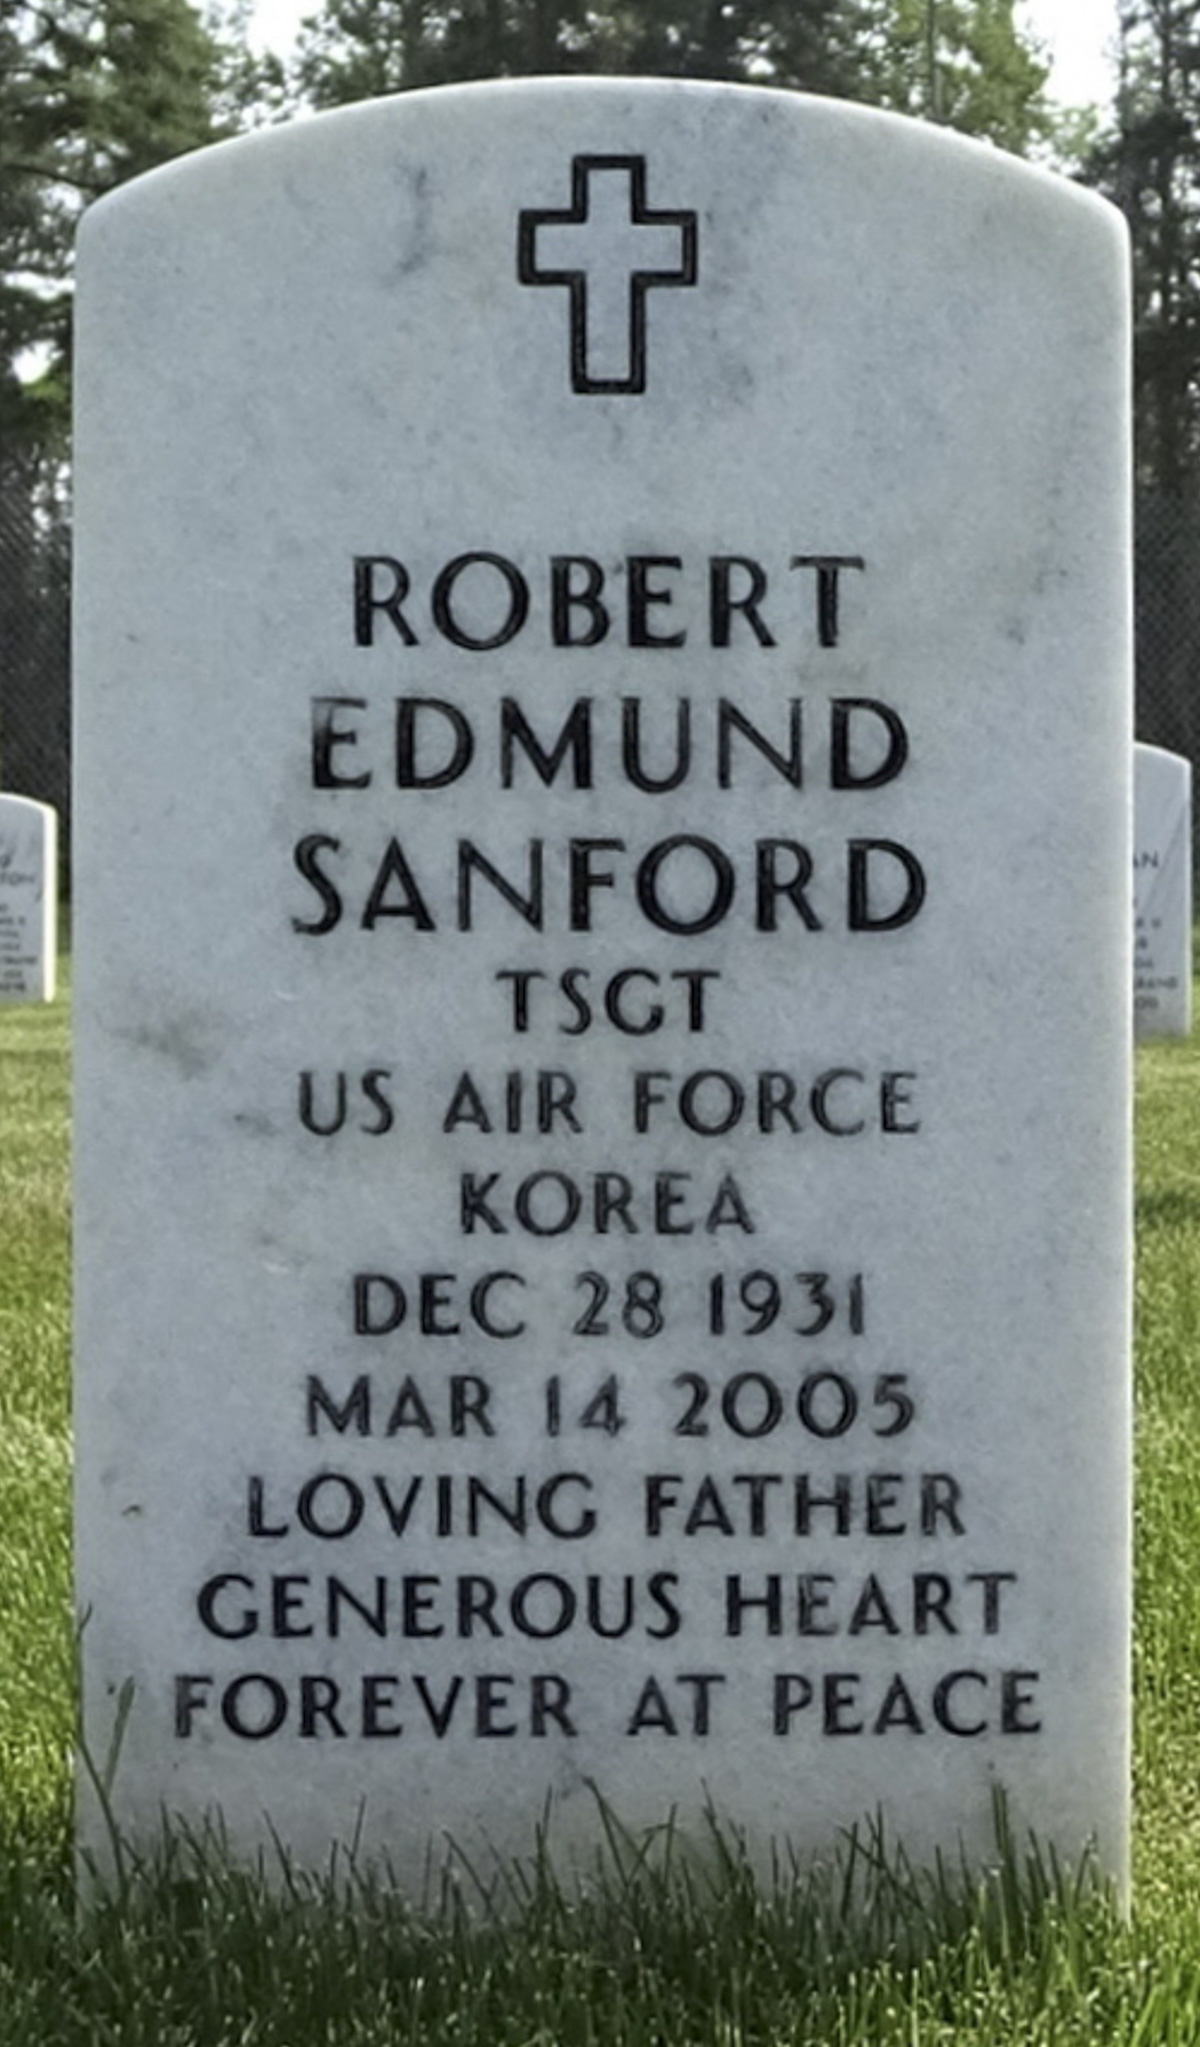 ROBERT
EDMUND
SANFORD
TSGT
US AIR FORCE
KOREA
DEC 28 1931
MAR 14 2005
LOVING FATHER
GENEROUS HEART
FOREVER AT PEACE